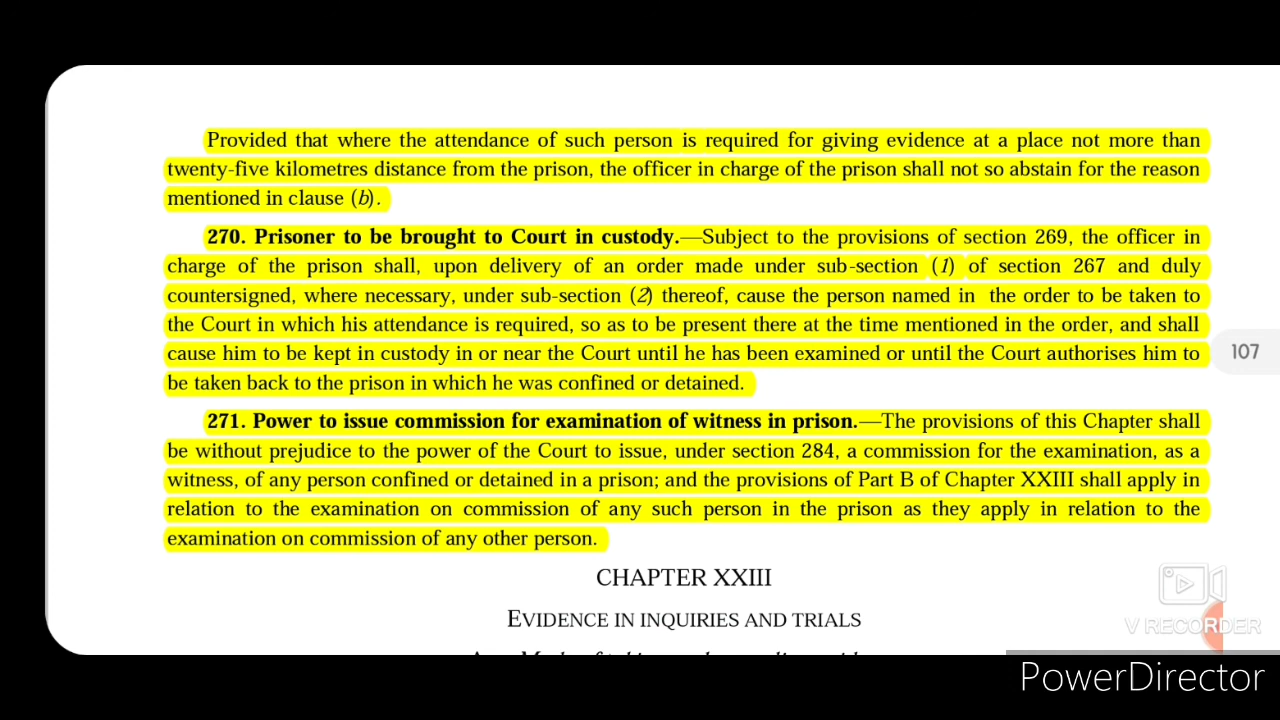 Provided that where the attendance of such person is required for giving evidence at a place not more than
twenty-five kilometres distance from the prison, the officer in charge of the prison shall not so abstain for the reason
mentioned in clause (b).
270. Prisoner to be brought to Court in custody.—Subject to the provisions of section 269, the officer in
charge of the prison shall, upon delivery of an order made under sub-section (1) of section 267 and duly
countersigned, where necessary, under sub-section (2) thereof, cause the person named in the order to be taken to
the Court in which his attendance is required, so as to be present there at the time mentioned in the order, and shall
cause him to be kept in custody in or near the Court until he has been examined or until the Court authorises him to
be taken back to the prison in which he was confined or detained.
107
271. Power to issue commission for examination of witness in prison.—The provisions of this Chapter shall
be without prejudice to the power of the Court to issue, under section 284, a commission for the examination, as a
witness, of any person confined or detained in a prison; and the provisions of Part B of Chapter XXIII shall apply in
relation to the examination on commission of any such person in the prison as they apply in relation to the
examination on commission of any other person.
CHAPTER XXIII
EVIDENCE IN INQUIRIES AND TRIALS
V RECORDER
PowerDirector